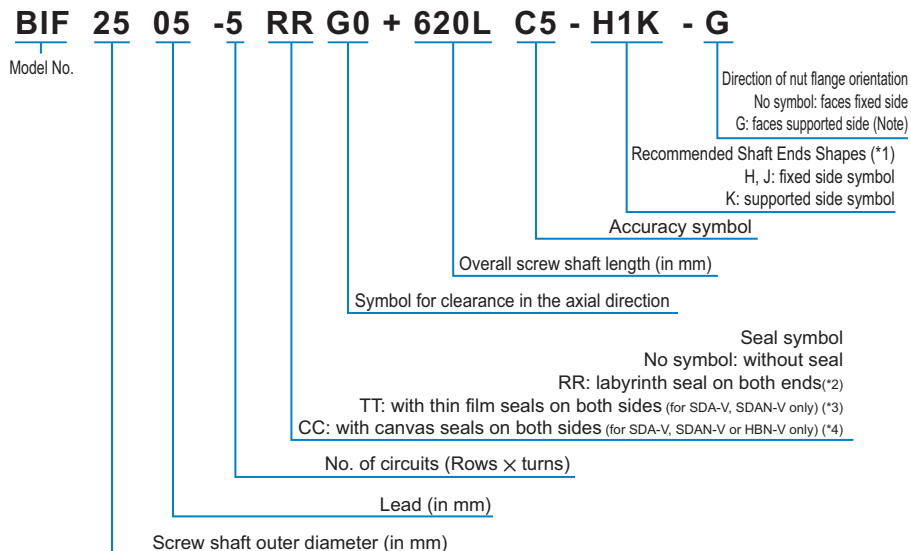 BIF 25 05 -5 RR G0 + 620L C5 - H1K - G
Model No.
Direction of nut flange orientation
No symbol: faces fixed side
G: faces supported side (Note)
Recommended Shaft Ends Shapes (*1)
H, J: fixed side symbol
K: supported side symbol
Accuracy symbol
Overall screw shaft length (in mm)
Symbol for clearance in the axial direction
Seal symbol
No symbol: without seal
RR: labyrinth seal on both ends(*2)
TT: with thin film seals on both sides (for SDA-V, SDAN-V only) (*3)
CC: with canvas seals on both sides (for SDA-V, SDAN-V or HBN-V only) (*4)
No. of circuits (Rows × turns)
Lead (in mm)
Screw shaft outer diameter (in mm)